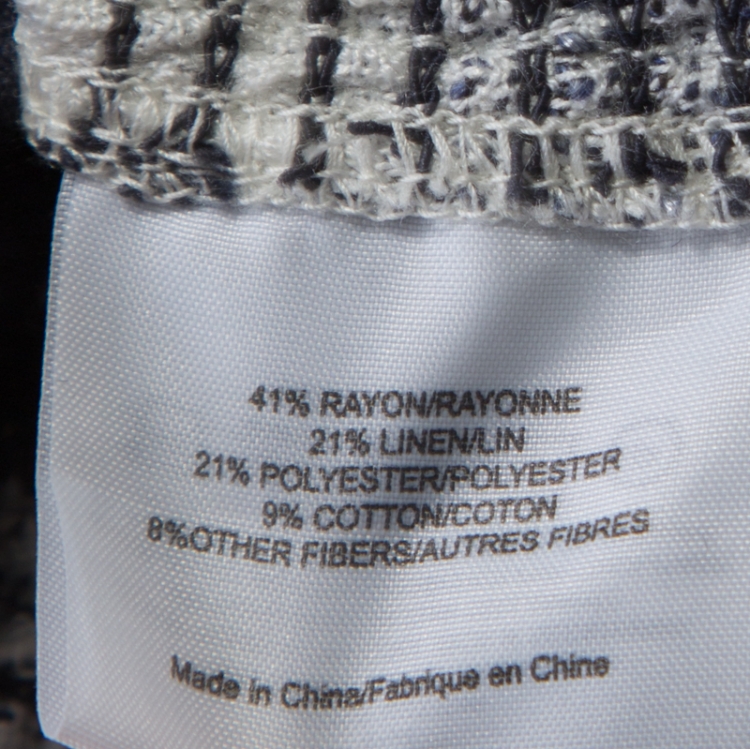 41% RAYON/RAYONNE
21% LINEN/LIN
21% POLYESTER/POLYESTER
9% COTTON/COTON
8%OTHER FIBERS/AUTRES FIBRES
Made in China/Fabrique en Chine